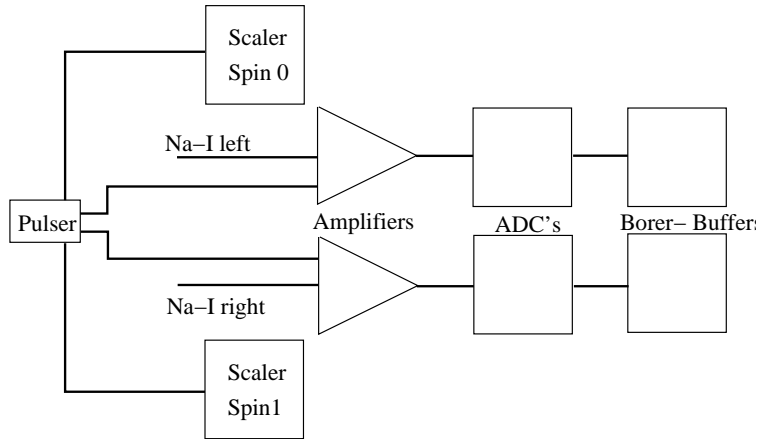 Scaler
Spin 0
Na−I left
Pulser
Amplifiers
ADC's
Borer− Buffers
Na−I right
Scaler
Spin1